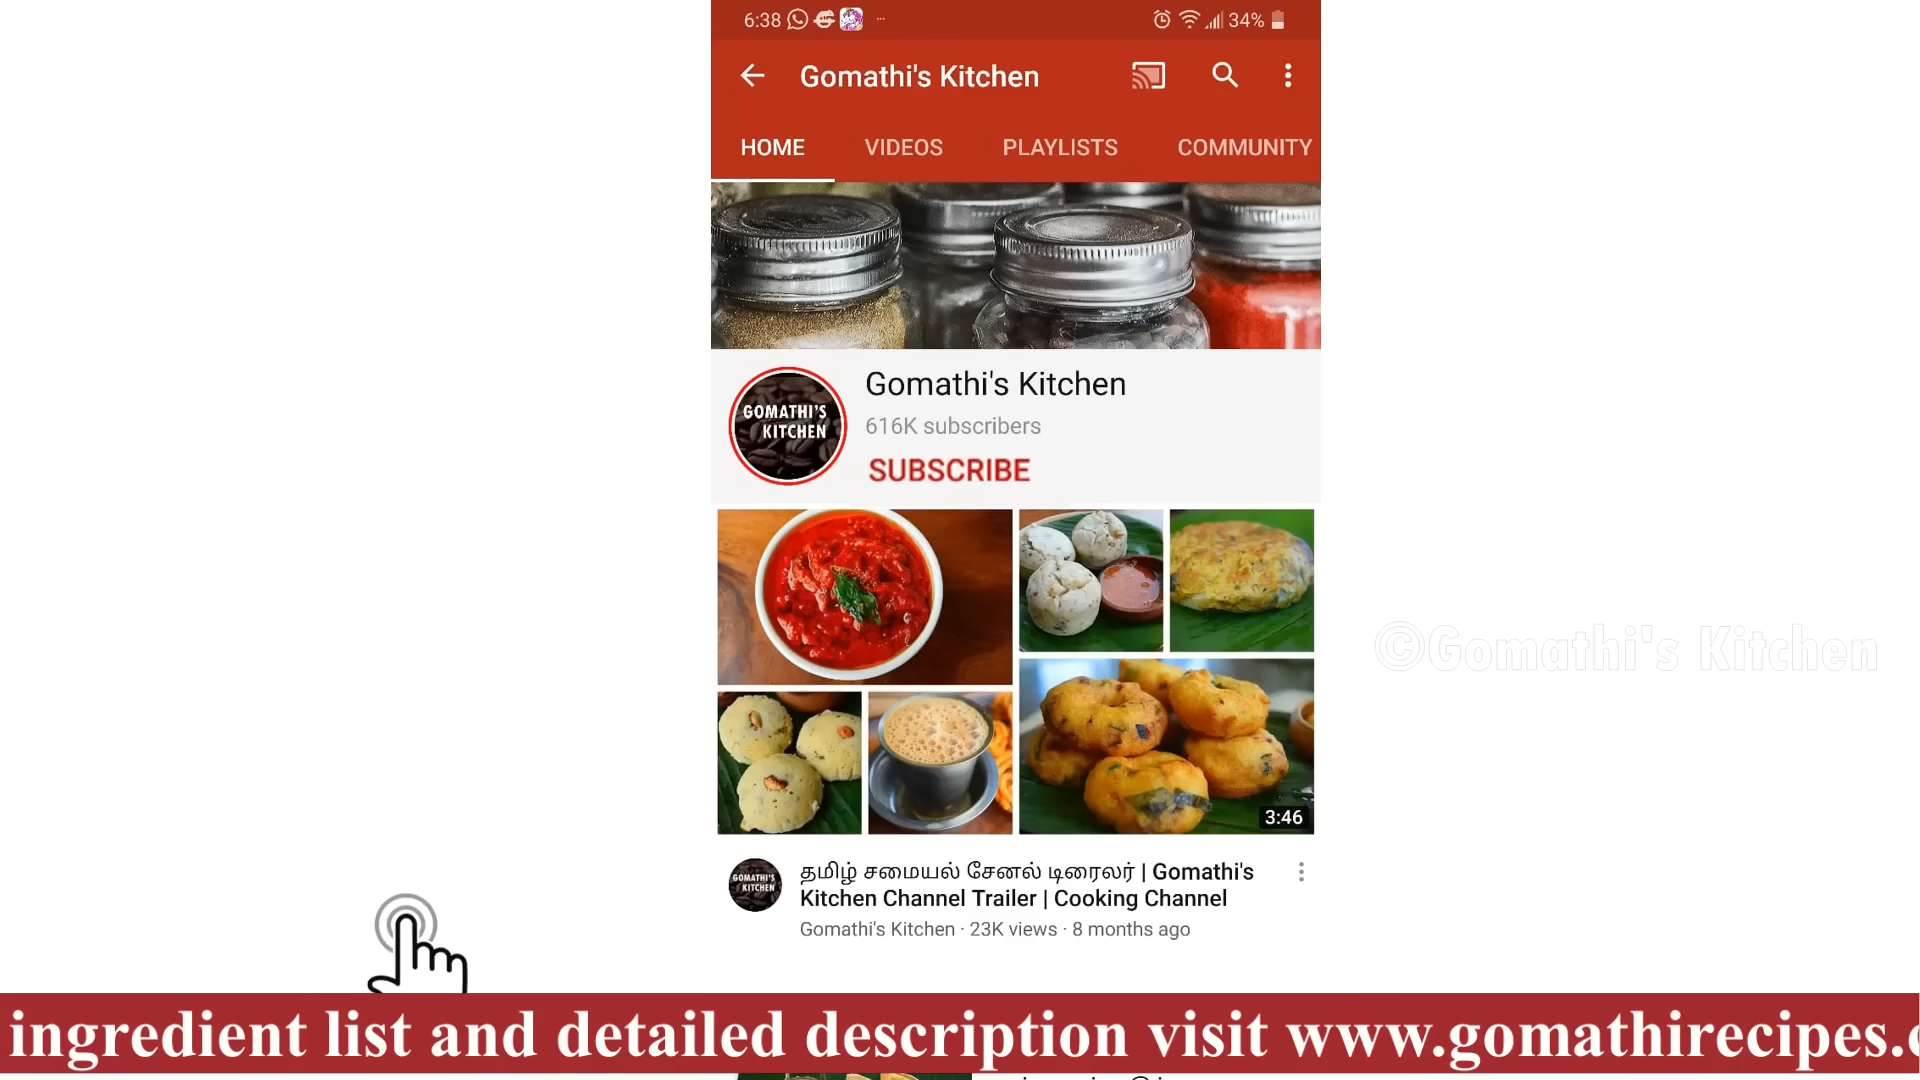 6:38
34%
Gomathi's Kitchen
HOME
VIDEOS
PLAYLISTS
COMMUNITY
GOMATHI'S
KITCHEN
Gomathi's Kitchen
616K subscribers
SUBSCRIBE
©Gomathi's Kitchen
3:46
GOMATHI'S
KITCHEN
தமிழ் சமையல் சேனல் டிரைலர் | Gomathi's
Kitchen Channel Trailer | Cooking Channel
Gomathi's Kitchen · 23K views · 8 months ago
ingredient list and detailed description visit www.gomathirecipes.c